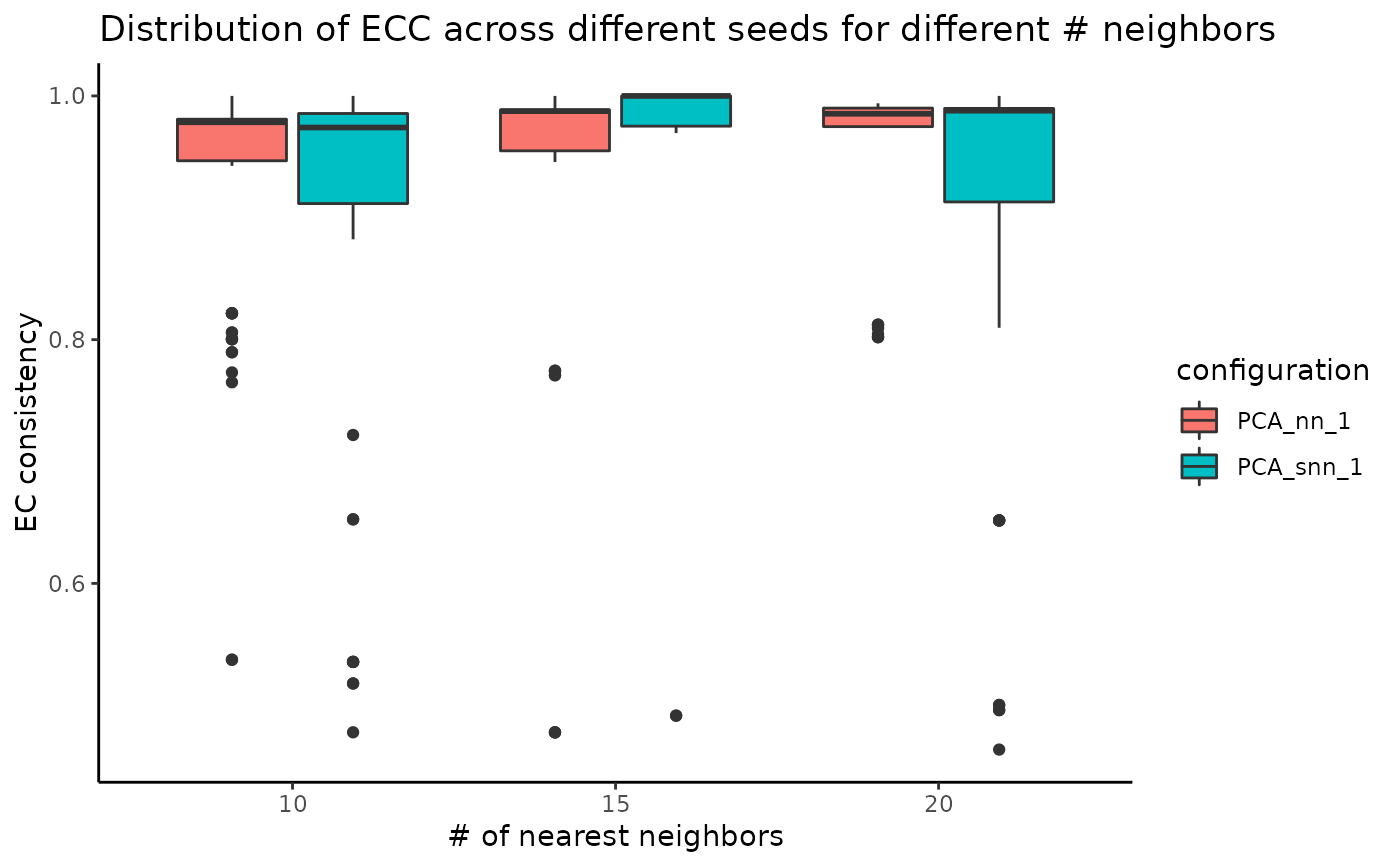 Distribution of ECC across different seeds for different # neighbors
EC consistency
1.0
0.8
0.6
10 15 20
# of nearest neighbors
configuration
PCA_nn_1
PCA_snn_1